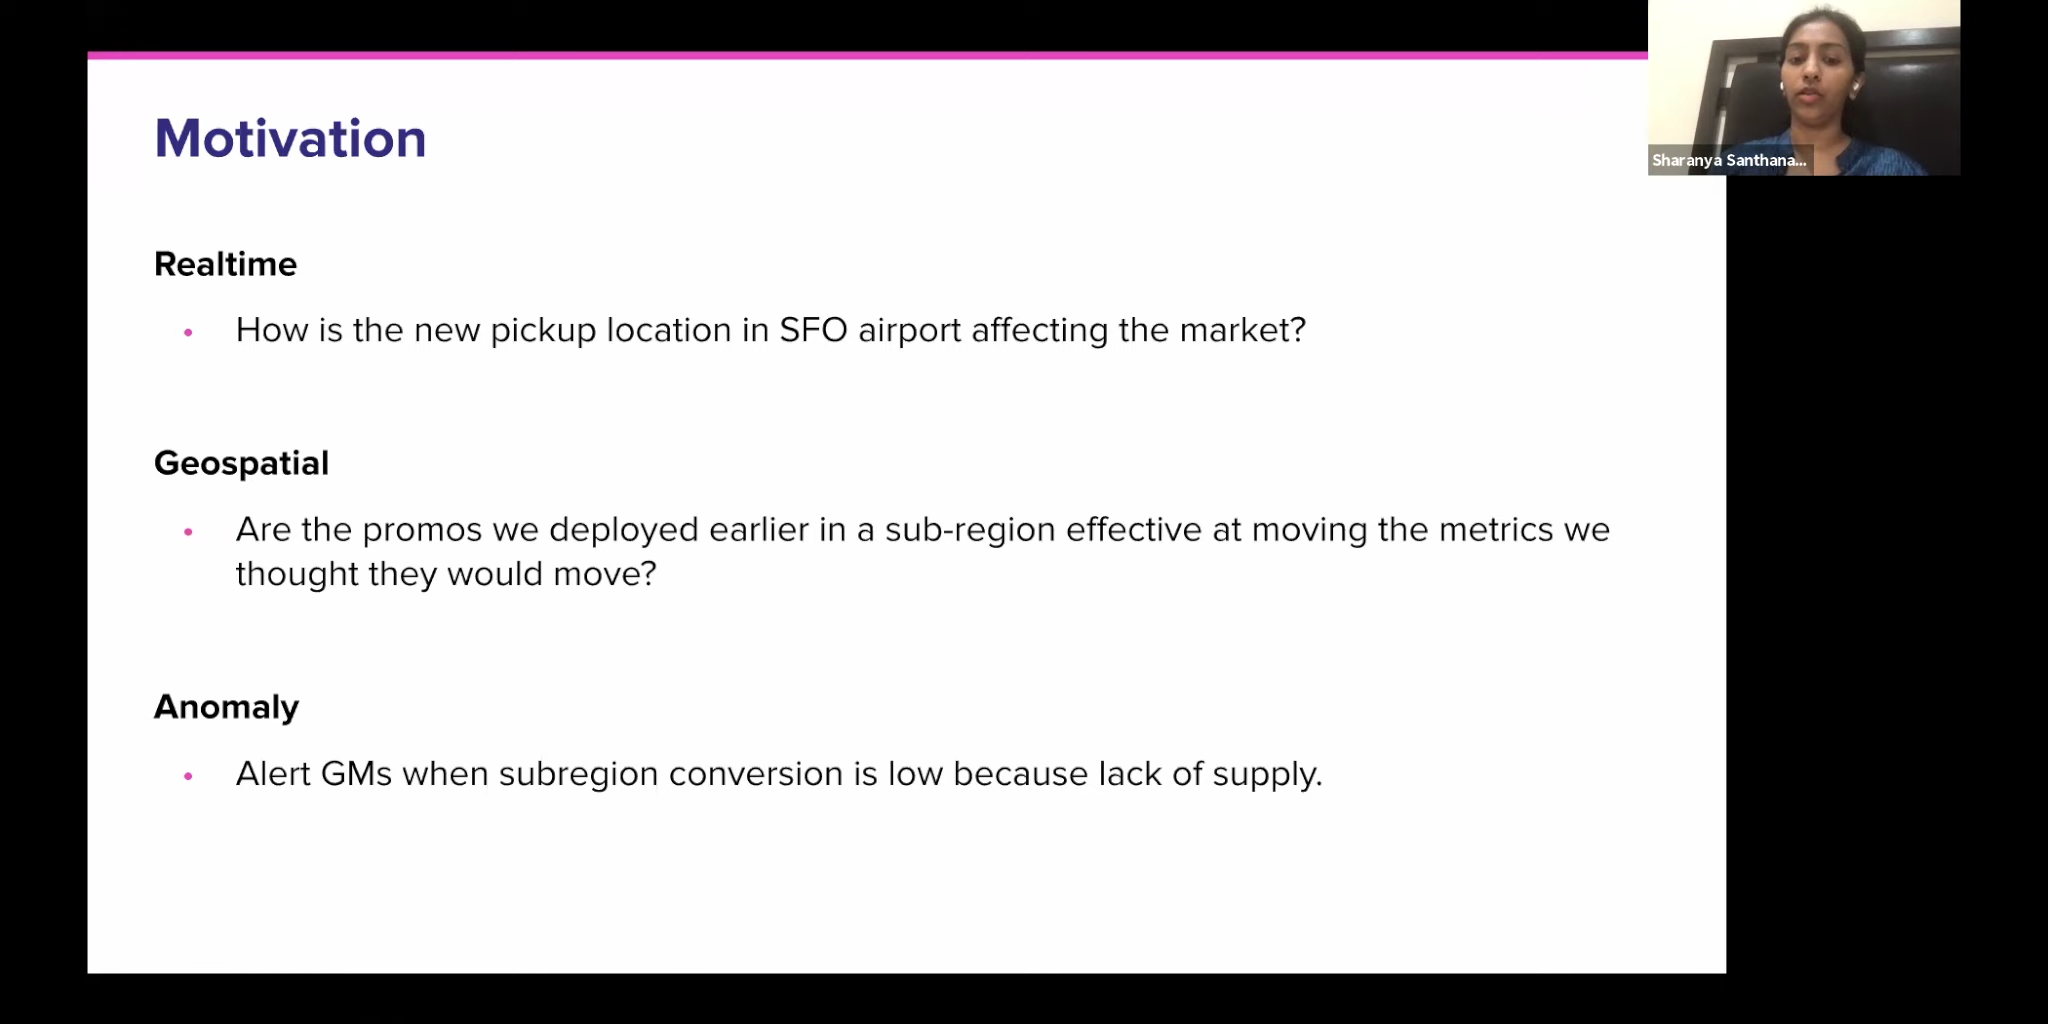 Motivation
Sharanya Santhana...
Realtime
• How is the new pickup location in SFO airport affecting the market?
Geospatial
• Are the promos we deployed earlier in a sub-region effective at moving the metrics we
thought they would move?
Anomaly
• Alert GMs when subregion conversion is low because lack of supply.